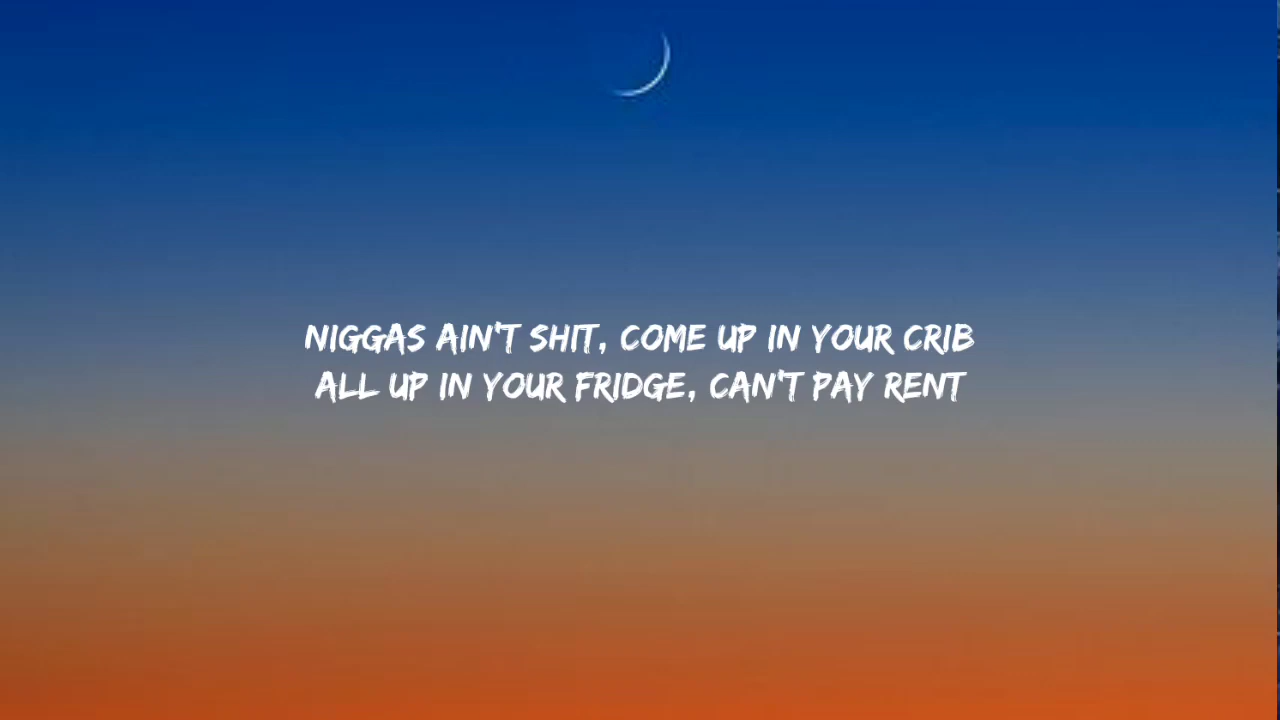 NIGGAS AIN'T SHIT, COME UP IN YOUR CRIB
ALL UP IN YOUR FRIDGE, CAN'T PAY RENT